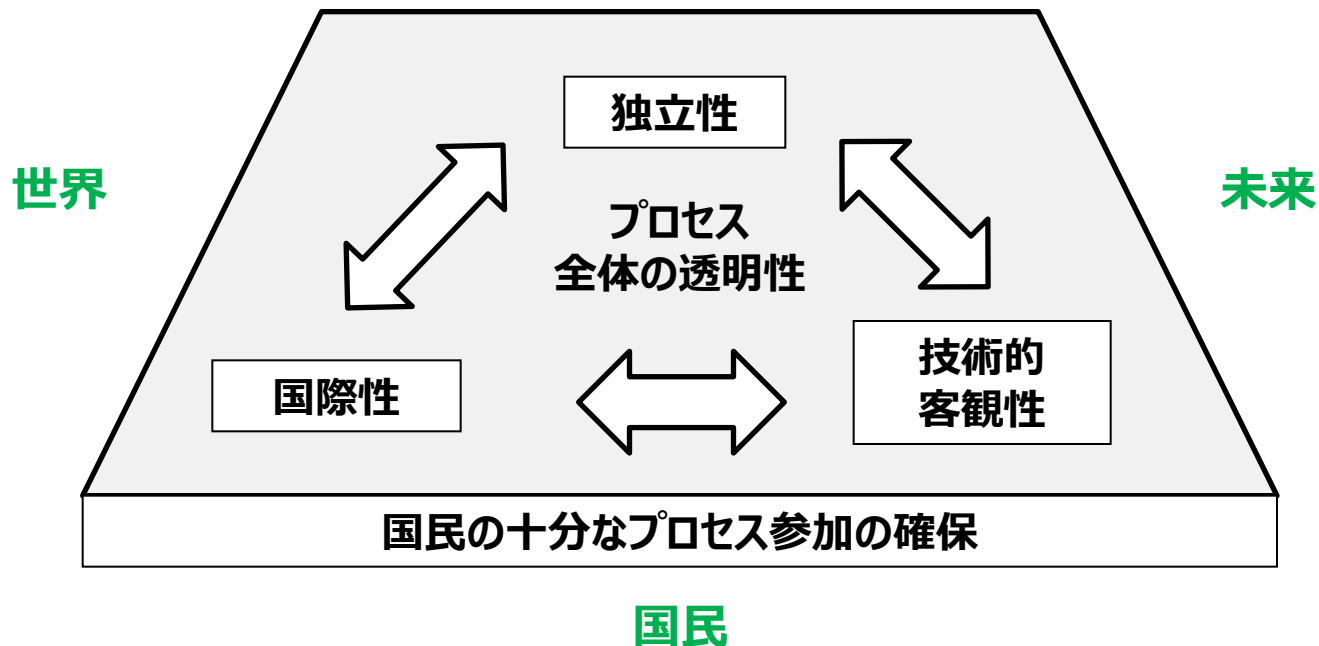 独立性
世界
未来
プロセス
全体の透明性
国際性
技術的
客観性
国民の十分なプロセス参加の確保
国民